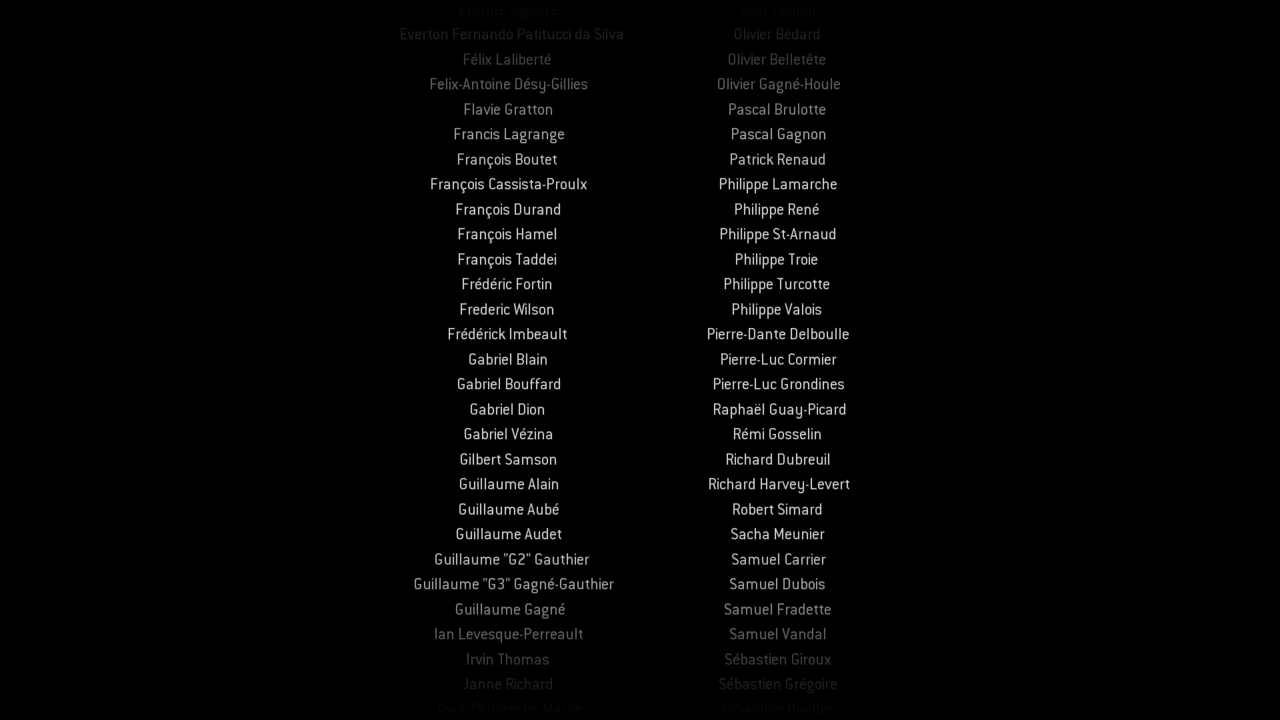 Everton Fernando Patitucci da Silva
Félix Laliberté
Felix-Antoine Désy-Gillies
Flavie Gratton
Francis Lagrange
François Boutet
François Cassista-Proulx
François Durand
François Hamel
François Taddei
Frédéric Fortin
Frederic Wilson
Frédérick Imbeault
Gabriel Blain
Gabriel Bouffard
Gabriel Dion
Gabriel Vézina
Gilbert Samson
Guillaume Alain
Guillaume Aubé
Guillaume Audet
Guillaume "G2" Gauthier
Guillaume "G3" Gagné-Gauthier
Guillaume Gagné
Ian Levesque-Perreault
Irvin Thomas
Janne Richard
Jean-Christophe Martin
Olivier Bédard
Olivier Belletête
Olivier Gagné-Houle
Pascal Brulotte
Pascal Gagnon
Patrick Renaud
Philippe Lamarche
Philippe René
Philippe St-Arnaud
Philippe Troie
Philippe Turcotte
Philippe Valois
Pierre-Dante Delboulle
Pierre-Luc Cormier
Pierre-Luc Grondines
Raphaël Guay-Picard
Rémi Gosselin
Richard Dubreuil
Richard Harvey-Levert
Robert Simard
Sacha Meunier
Samuel Carrier
Samuel Dubois
Samuel Fradette
Samuel Vandal
Sébastien Giroux
Sébastien Grégoire
Sébastien